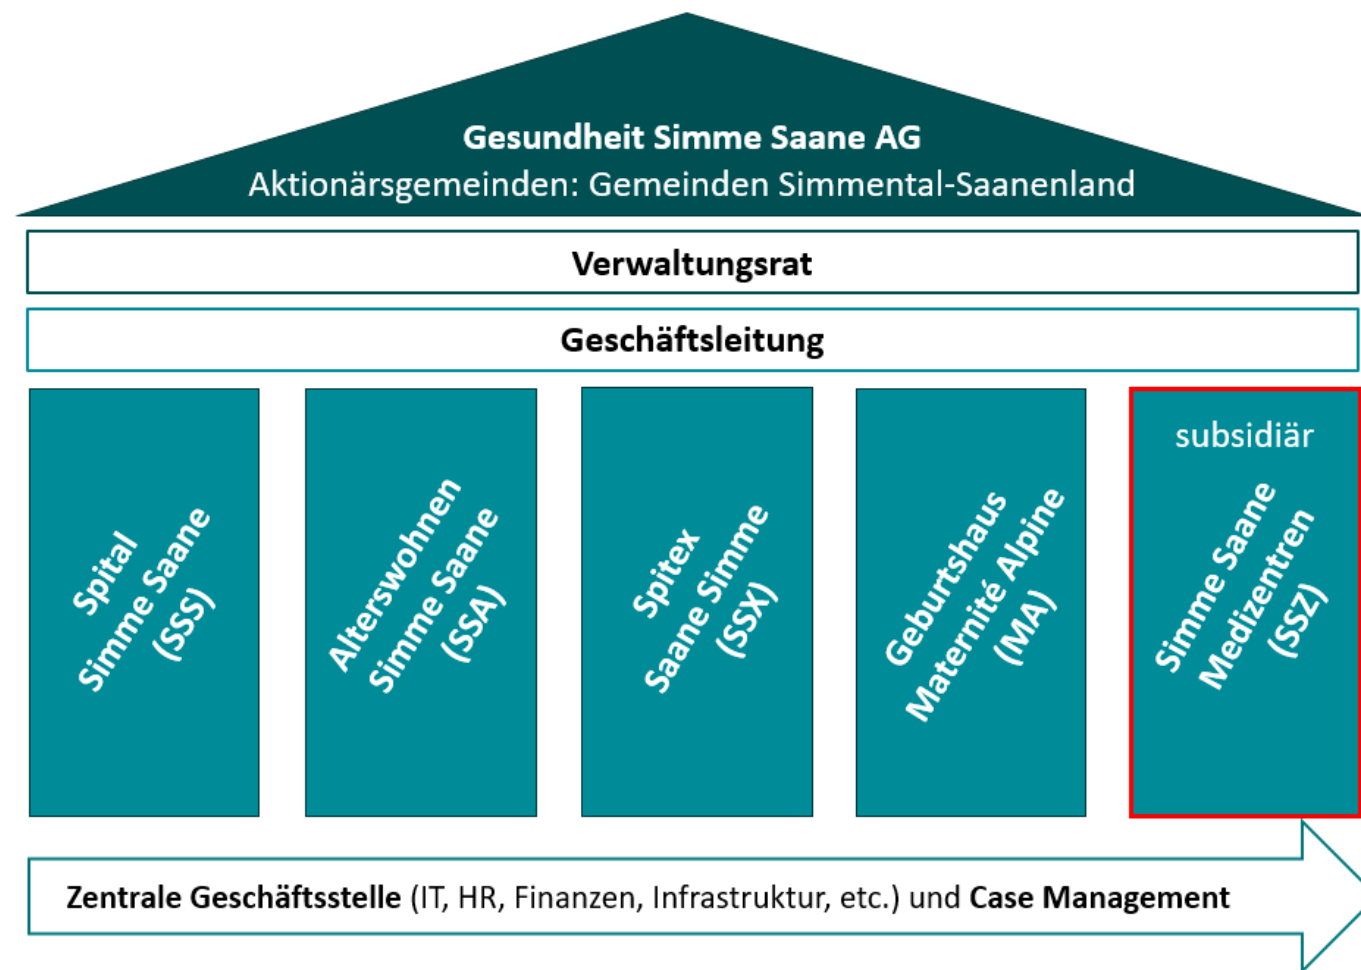 Gesundheit Simme Saane AG
Aktionärsgemeinden: Gemeinden Simmental-Saanenland
Verwaltungsrat
Geschäftsleitung
Spital
Simme Saane
(SSS)
Alterswohnen
Simme Saane
(SSA)
Spitex
Saane Simme
(SSX)
Geburtshaus
Maternité Alpine
(MA)
subsidiär
Simme Saane
Medizentren
(SSZ)
Zentrale Geschäftsstelle (IT, HR, Finanzen, Infrastruktur, etc.) und Case Management